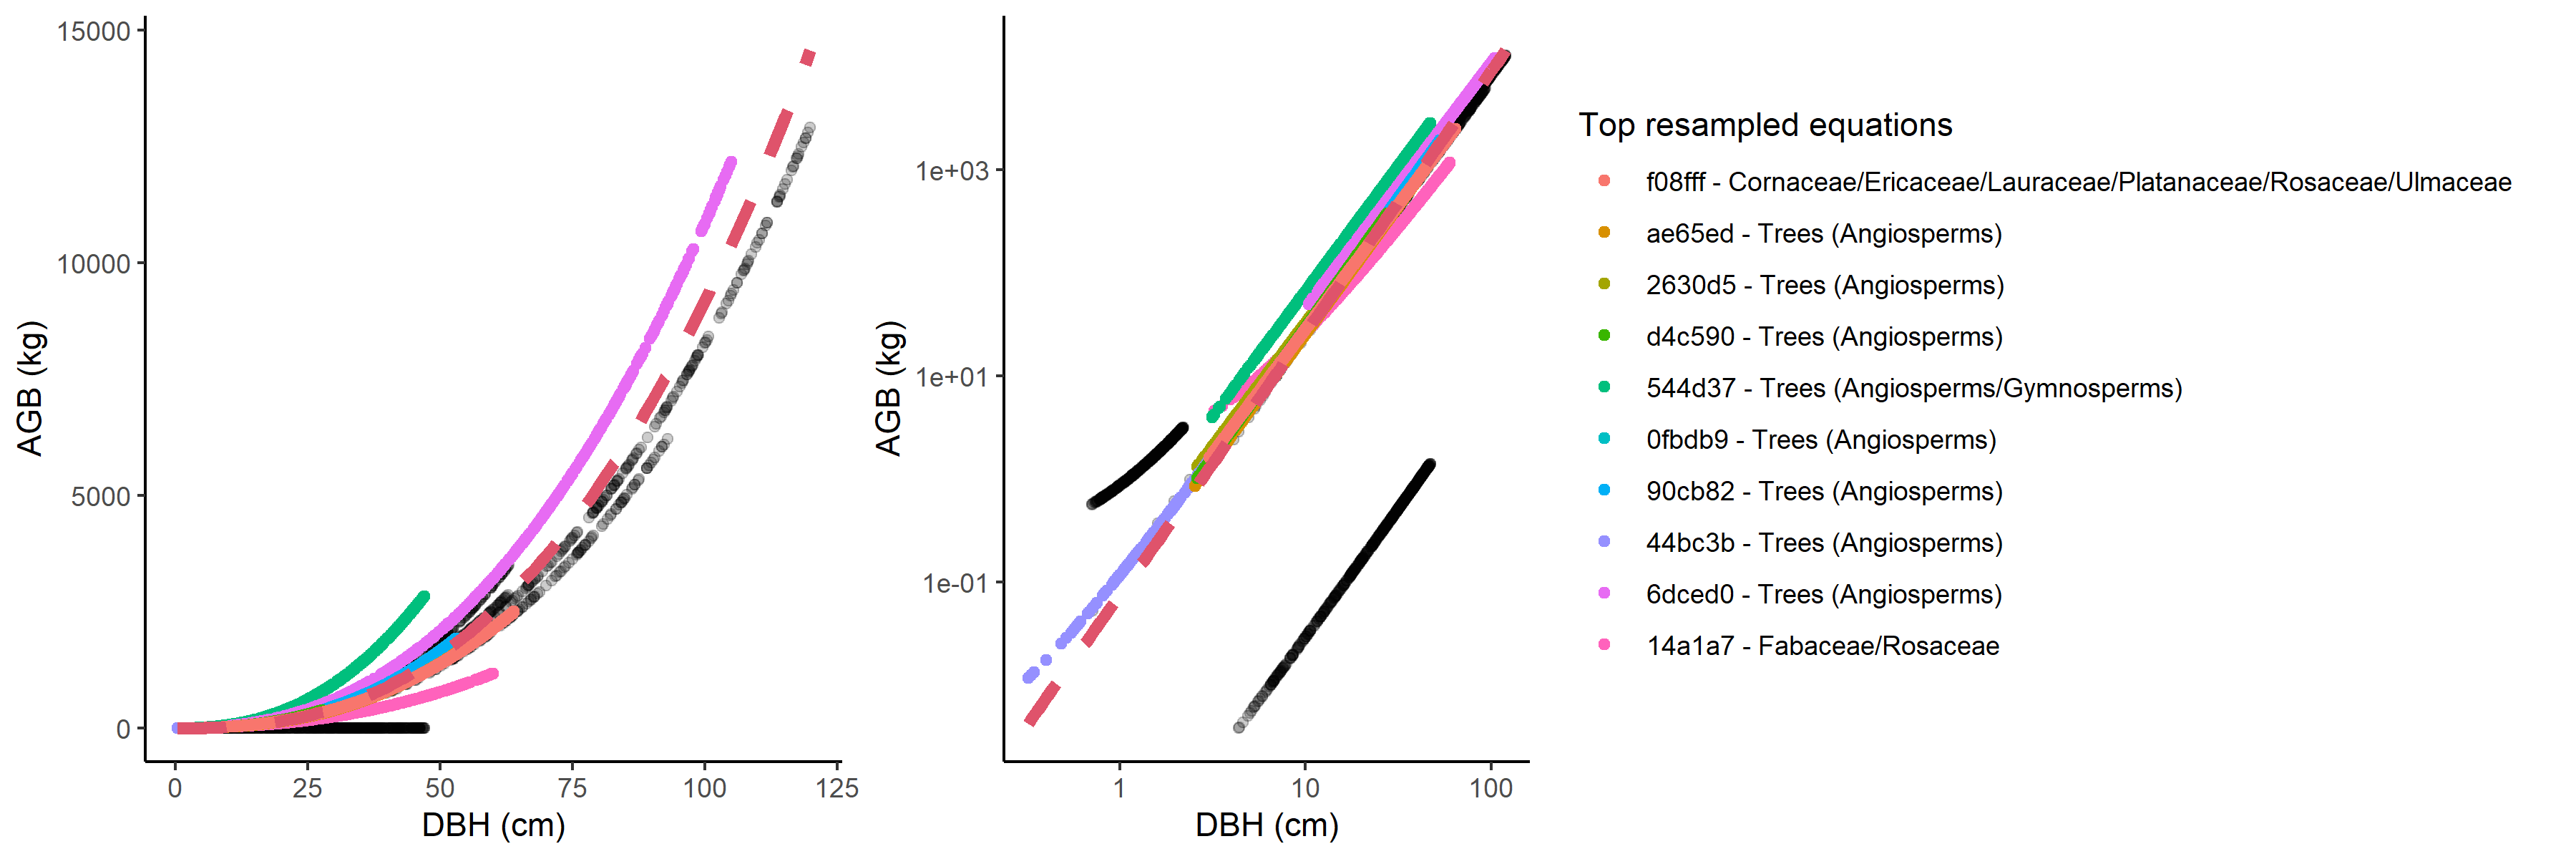 15000
10000
5000
0
AGB (kg)
0 25 50 75 100 125
DBH (cm)
1e+03
1e+01
1e-01
AGB (kg)
1 10 100
DBH (cm)
Top resampled equations
f08fff - Cornaceae/Ericaceae/Lauraceae/Platanaceae/Rosaceae/Ulmaceae
ae65ed - Trees (Angiosperms)
2630d5 - Trees (Angiosperms)
d4c590 - Trees (Angiosperms)
544d37 - Trees (Angiosperms/Gymnosperms)
0fbdb9 - Trees (Angiosperms)
90cb82 - Trees (Angiosperms)
44bc3b - Trees (Angiosperms)
6dced0 - Trees (Angiosperms)
14a1a7 - Fabaceae/Rosaceae